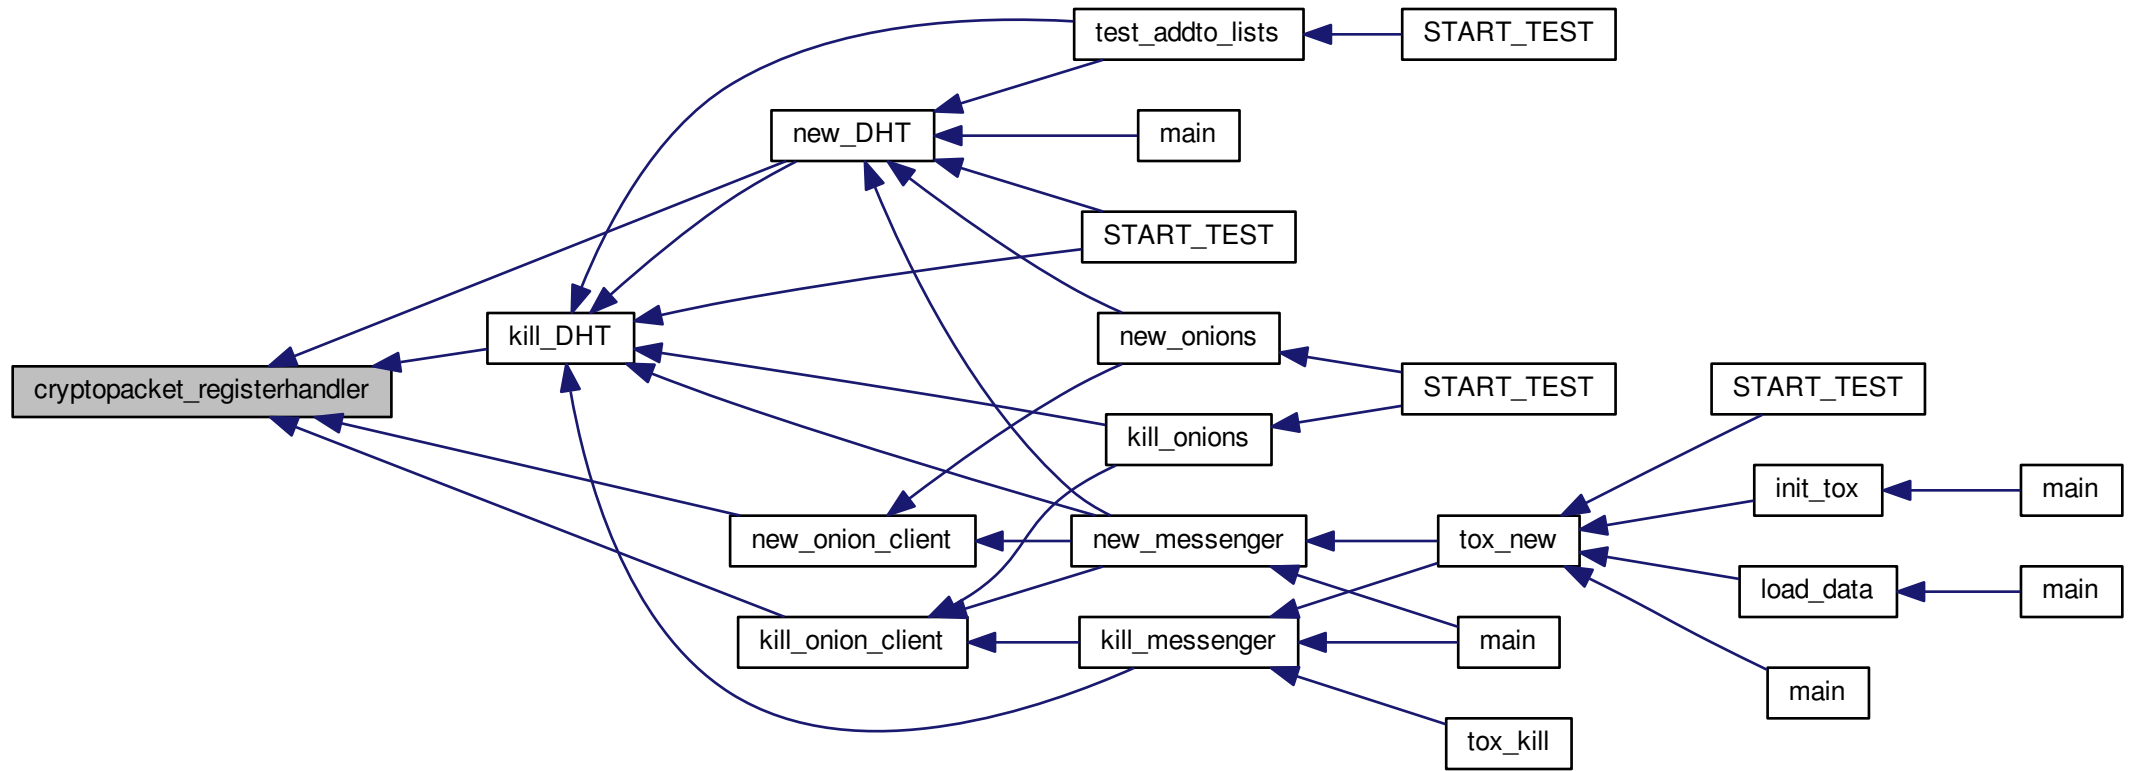 test_addto_lists
START_TEST
new_DHT
main
START_TEST
kill_DHT
new_onions
cryptopacket_registerhandler
START_TEST
START_TEST
kill_onions
init_tox
main
new_onion_client
new_messenger
tox_new
load_data
main
kill_onion_client
kill_messenger
main
main
tox_kill